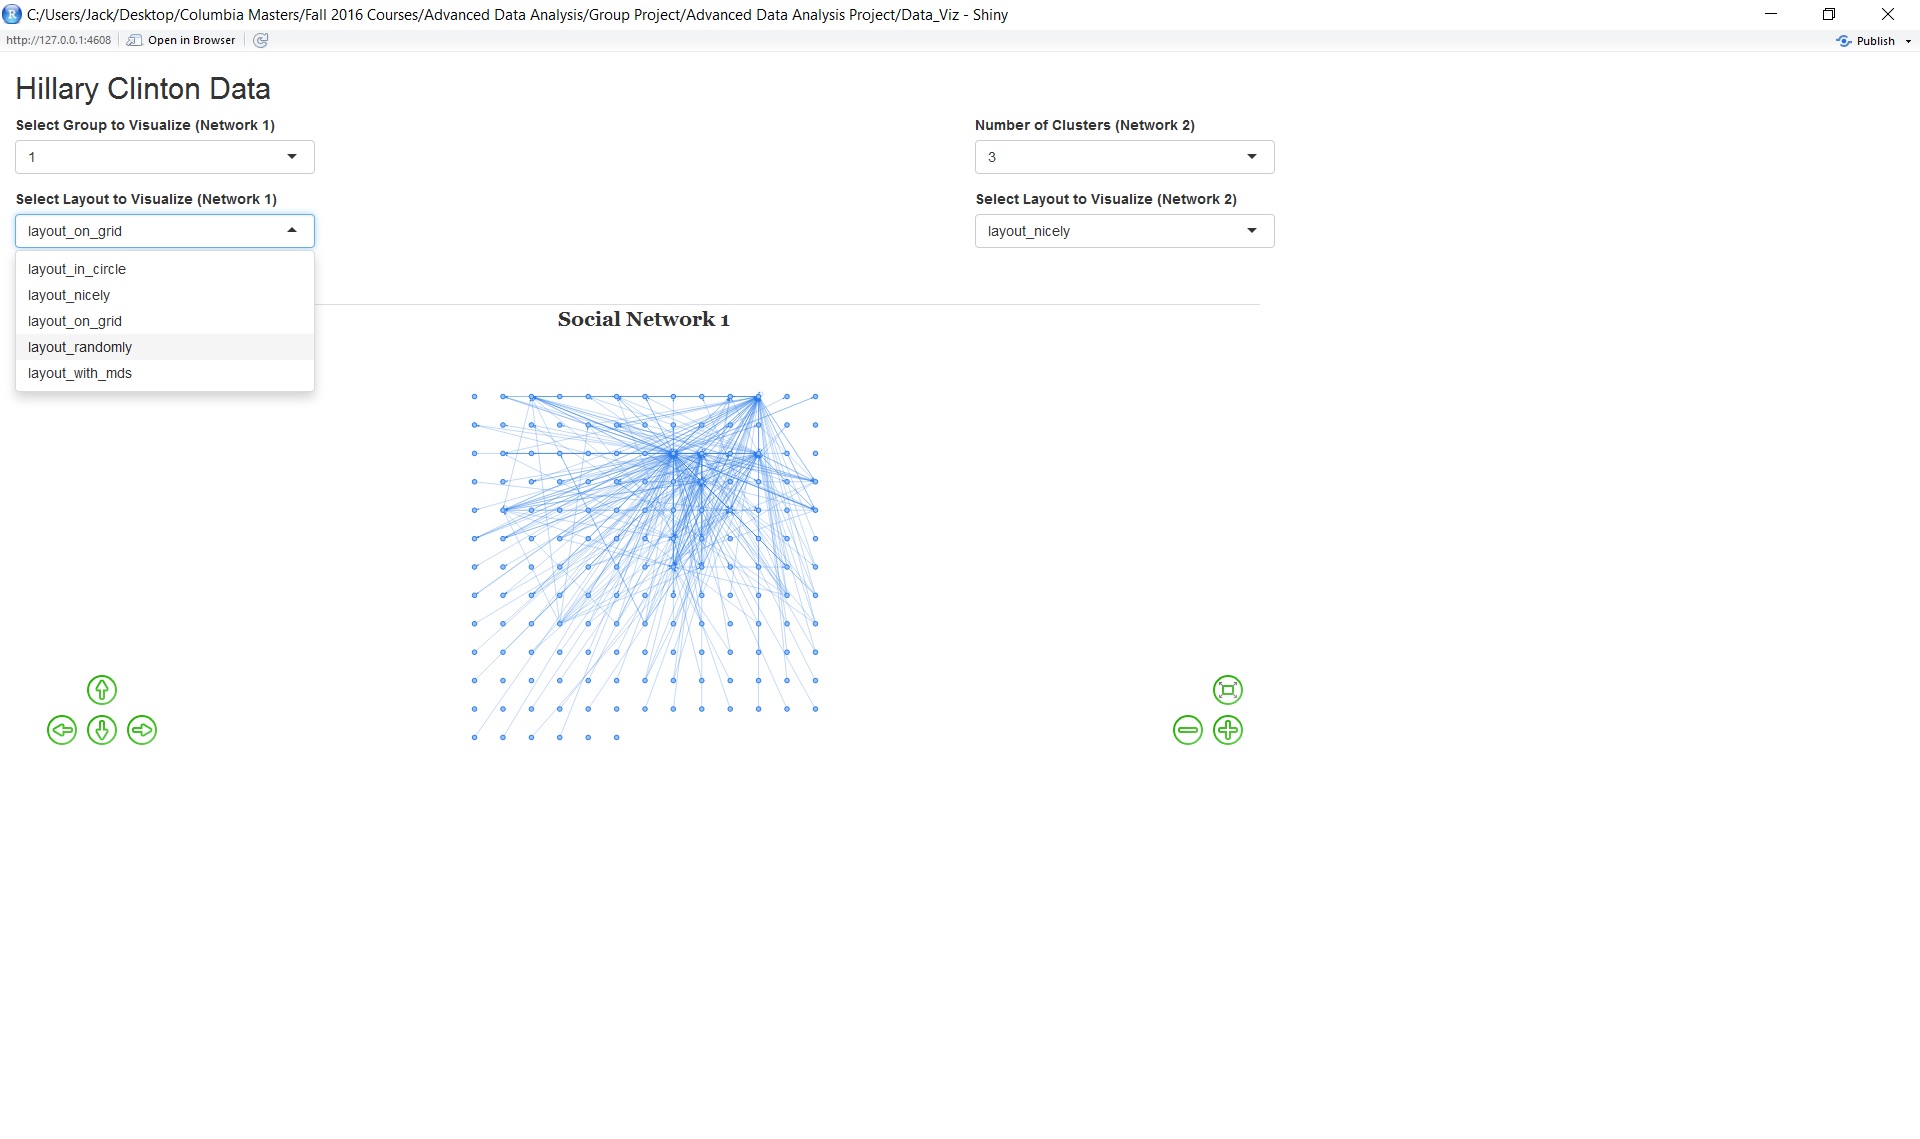 C:/Users/Jack/Desktop/Columbia Masters/Fall 2016 Courses/Advanced Data Analysis/Group Project/Advanced Data Analysis Project/Data_Viz - Shiny
http://127.0.0.1:4608 Open in Browser Publish
Hillary Clinton Data
Select Group to Visualize (Network 1)
1
Select Layout to Visualize (Network 1)
layout_on_grid
layout_in_circle
layout_nicely
layout_on_grid
layout_randomly
layout_with_mds
Number of Clusters (Network 2)
3
Select Layout to Visualize (Network 2)
layout_nicely
Social Network 1